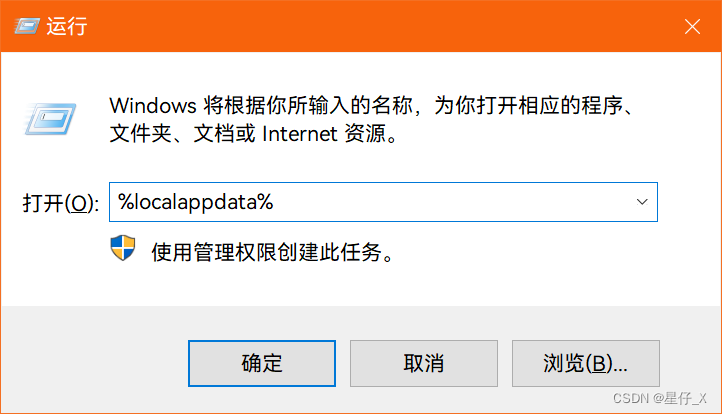 运行
Windows 将根据你所输入的名称，为你打开相应的程序、
文件夹、文档或 Internet 资源。
打开(O): %localappdata%
使用管理权限创建此任务。
确定 取消 浏览(B)...
CSDN @星仔_X